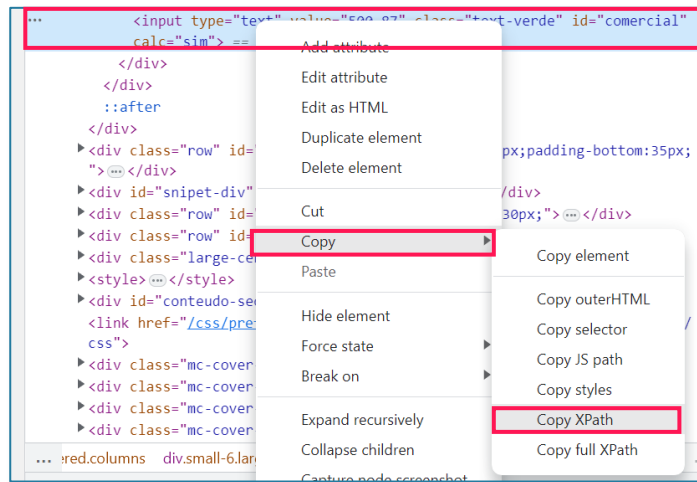 <input type="text" value="500,87" class="text-verde" id="comercial"
calc="sim"> ==
Add attribute
</div>
Edit attribute
</div>
Edit as HTML
::after
Duplicate element
</div>
<div class="row" id=" px;padding-bottom:35px;
Delete element
"> </div>
<div id="snipet-div" /div>
<div class="row" id= 30px;"> </div>
Cut
<div class="row" id=
Copy
<div class="large-ce
Copy element
Paste
<style> </style>
<div id="conteudo-se
Copy outerHTML
Hide element
<link href="/css/pre /
Copy selector
css">
Force state
<div class="mc-cover
Copy JS path
Break on
<div class="mc-cover
Copy styles
<div class="mc-cover
Expand recursively
Copy XPath
<div class="mc-cover
Collapse children
Copy full XPath
... ered.columns div.small-6.lar
Capture node screenshot